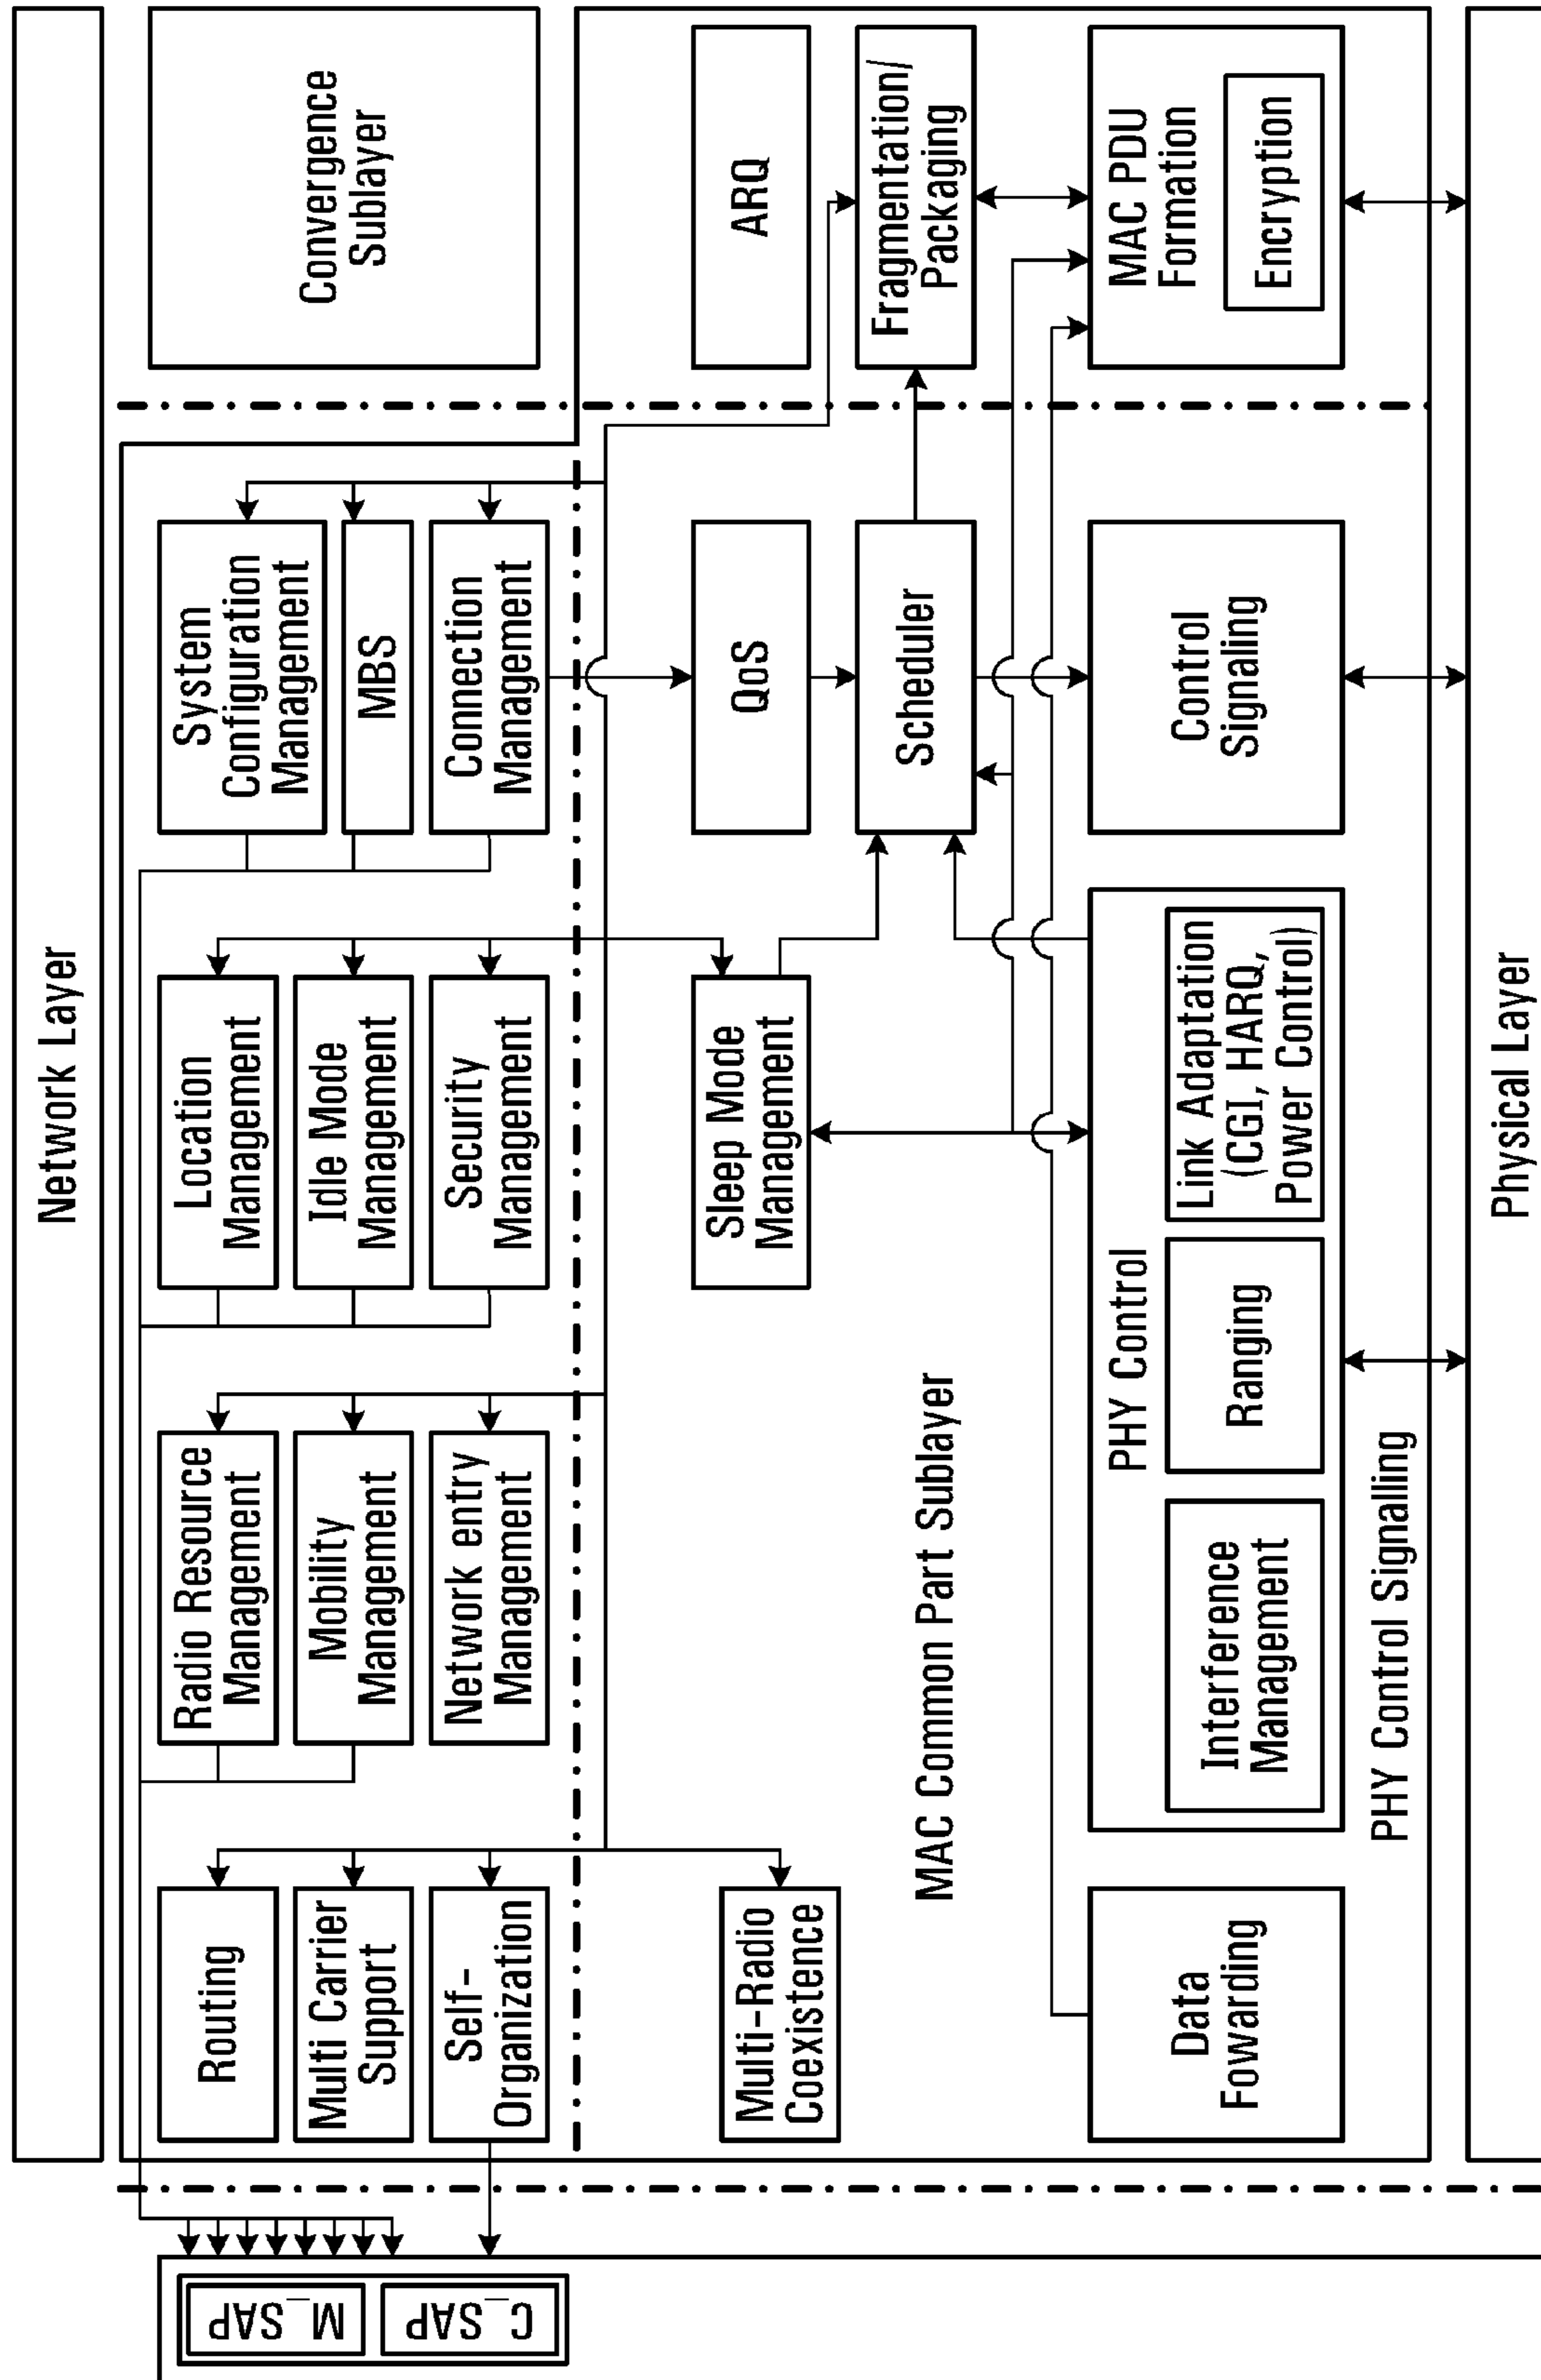 Network Layer
M_SAP
C_SAP
Routing
Multi Carrier
Support
Self-
Organization
Radio Resource
Management
Mobility
Management
Network entry
Management
Location
Management
Idle Mode
Management
Security
Management
System
Configuration
Management
MBS
Connection
Management
Convergence
Sublayer
Multi-Radio
Coexistence
Sleep Mode
Management
QoS
ARQ
Scheduler
Fragmentation/
Packaging
MAC Common Part Sublayer
Data
Fowarding
PHY Control
Interference
Management
Ranging
Link Adaptation
(CGI, HARQ,
Power Control)
Control
Signaling
MAC PDU
Formation
Encryption
PHY Control Signalling
Physical Layer